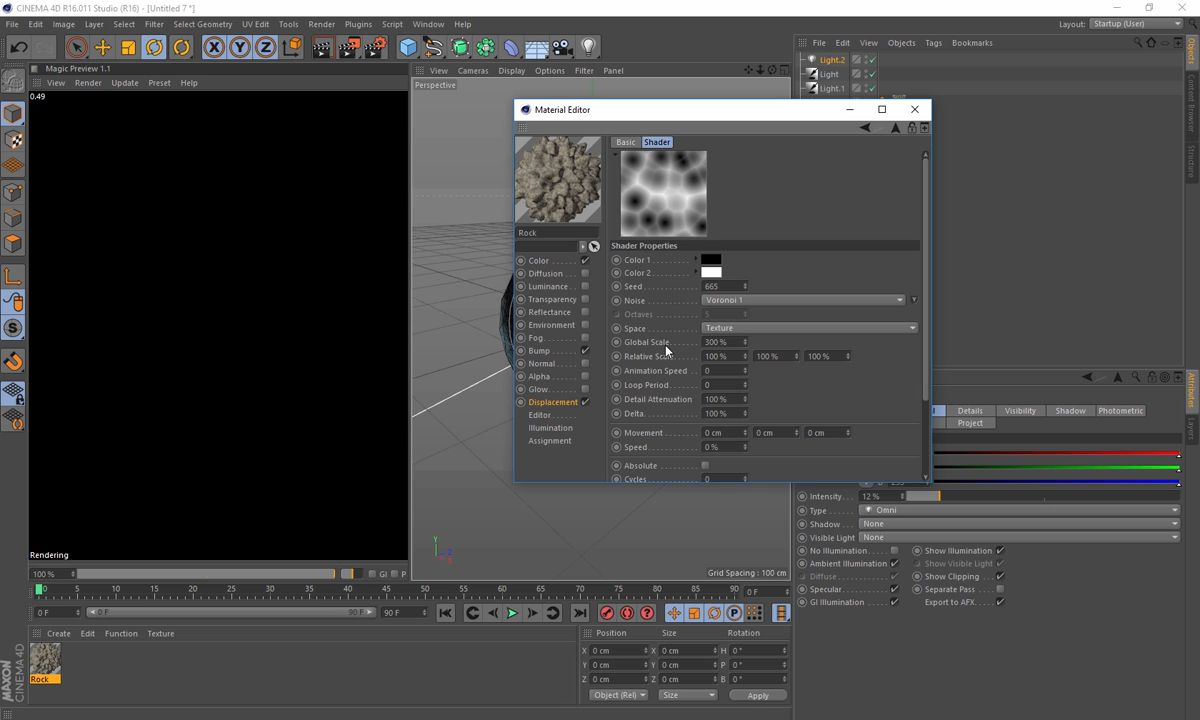 CINEMA 4D R16.011 Studio (R16) - [Untitled 7 *]
File Edit Image Layer Select Filter Select Geometry UV Edit Tools Render Plugins Script Window Help
Layout: Startup (User)
Magic Preview 1.1
View Render Update Preset Help
0.49
Rendering
100 %
GI P
View Cameras Display Options Filter Panel
Perspective
Y
Grid Spacing : 100 cm
File Edit View Objects Tags Bookmarks
Light.2
Light
Light.1
Objects
Content Browser
Structure
Material Editor
Basic Shader
Rock
Color
Diffusion
Luminance
Transparency
Reflectance
Environment
Fog
Bump
Normal
Alpha
Glow
Displacement
Editor
Illumination
Assignment
Shader Properties
Color 1
Color 2
Seed 665
Noise Voronoi 1
Octaves 5
Space Texture
Global Scale 300 %
Relative Sca 100 % 100 % 100 %
Animation Speed 0
Loop Period 0
Detail Attenuation 100 %
Delta 100 %
Movement 0 cm 0 cm 0 cm
Speed 0 %
Absolute
Cycles 0
Attributes
Layers
Details Visibility Shadow Photometric
Project
Intensity 12 %
Type Omni
Shadow None
Visible Light None
No Illumination Show Illumination
Ambient Illumination Show Visible Light
Diffuse Show Clipping
Specular Separate Pass
GI Illumination Export to AFX
0 5 10 15 20 25 30 35 40 45 50 55 60 65 70 75 80 85 90 0 F
0 F 0 F 90 F 90 F
Create Edit Function Texture
Rock
MAXON
CINEMA 4D
Position Size Rotation
X 0 cm X 0 cm H 0 °
Y 0 cm Y 0 cm P 0 °
Z 0 cm Z 0 cm B 0 °
Object (Rel) Size Apply